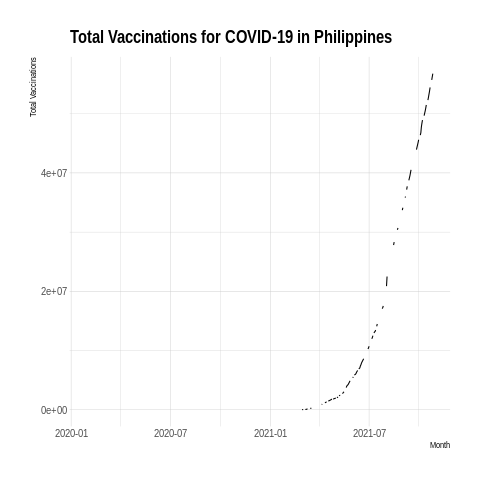 Total Vaccinations for COVID-19 in Philippines
Total Vaccinations
4e+07
2e+07
0e+00
2020-01 2020-07 2021-01 2021-07
Month